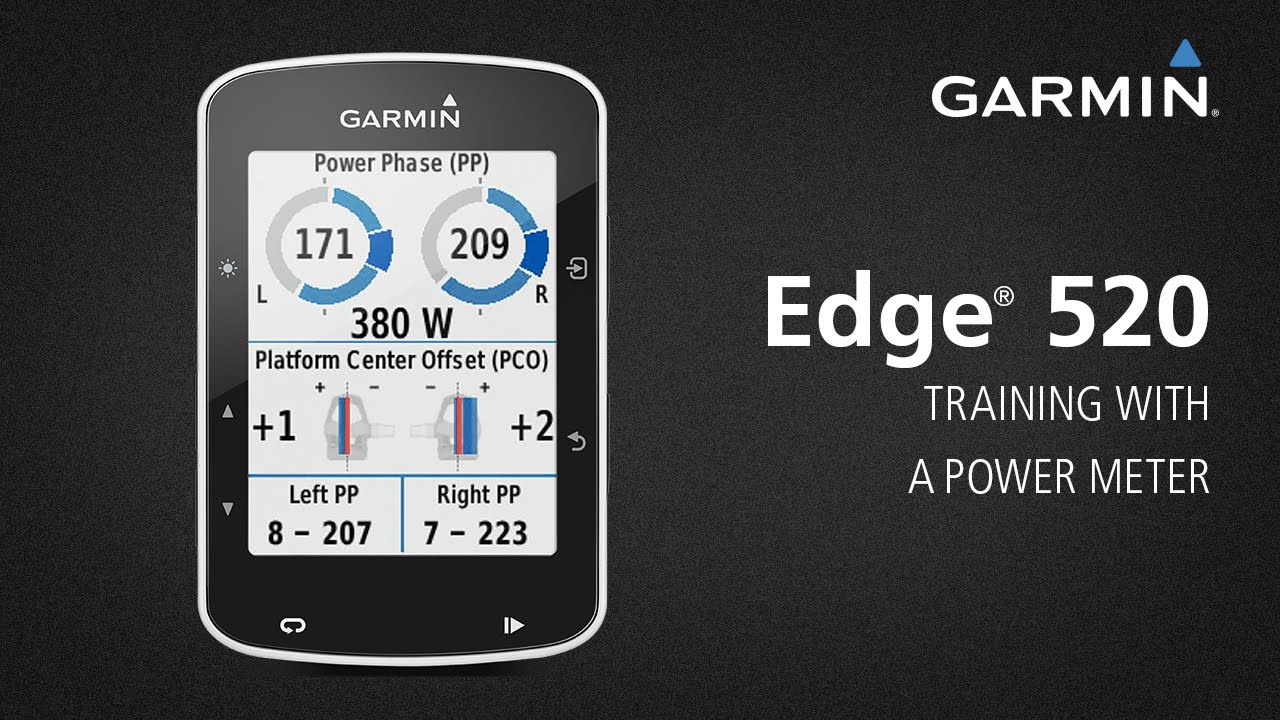 GARMIN
Power Phase (PP)
171
209
L
R
380 W
Platform Center Offset (PCO)
+ − − +
+1
+2
Left PP
Right PP
8 – 207
7 – 223
GARMIN®
Edge® 520
TRAINING WITH
A POWER METER